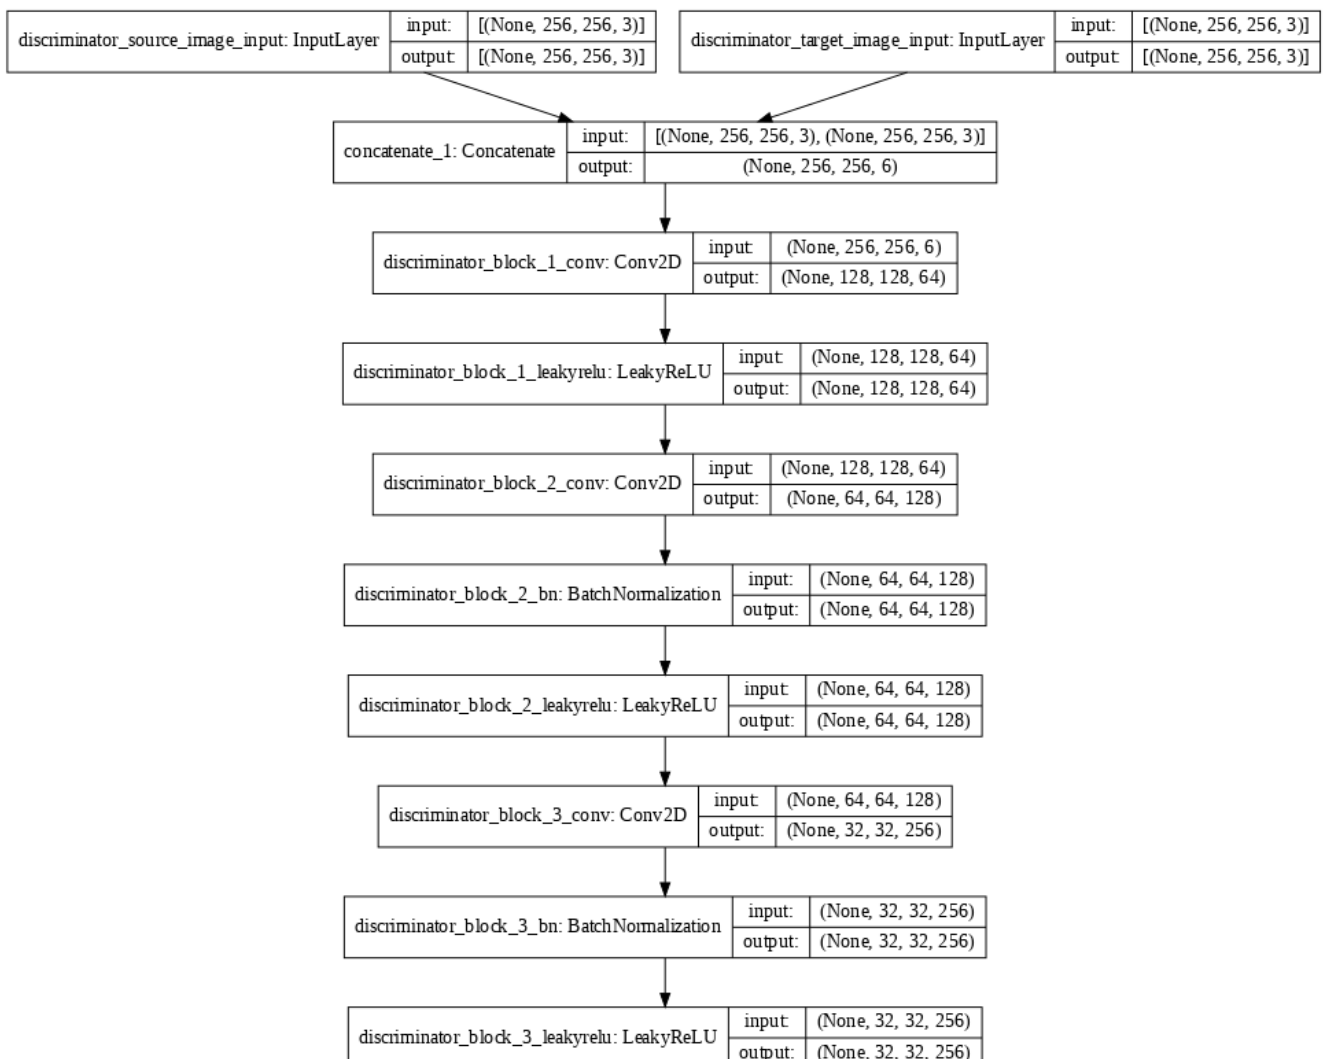 discriminator_source_image_input: InputLayer
input: [(None, 256, 256, 3)]
output: [(None, 256, 256, 3)]
discriminator_target_image_input: InputLayer
input: [(None, 256, 256, 3)]
output: [(None, 256, 256, 3)]
concatenate_1: Concatenate
input: [(None, 256, 256, 3), (None, 256, 256, 3)]
output: (None, 256, 256, 6)
discriminator_block_1_conv: Conv2D
input: (None, 256, 256, 6)
output: (None, 128, 128, 64)
discriminator_block_1_leakyrelu: LeakyReLU
input: (None, 128, 128, 64)
output: (None, 128, 128, 64)
discriminator_block_2_conv: Conv2D
input: (None, 128, 128, 64)
output: (None, 64, 64, 128)
discriminator_block_2_bn: BatchNormalization
input: (None, 64, 64, 128)
output: (None, 64, 64, 128)
discriminator_block_2_leakyrelu: LeakyReLU
input: (None, 64, 64, 128)
output: (None, 64, 64, 128)
discriminator_block_3_conv: Conv2D
input: (None, 64, 64, 128)
output: (None, 32, 32, 256)
discriminator_block_3_bn: BatchNormalization
input: (None, 32, 32, 256)
output: (None, 32, 32, 256)
discriminator_block_3_leakyrelu: LeakyReLU
input: (None, 32, 32, 256)
output: (None, 32, 32, 256)